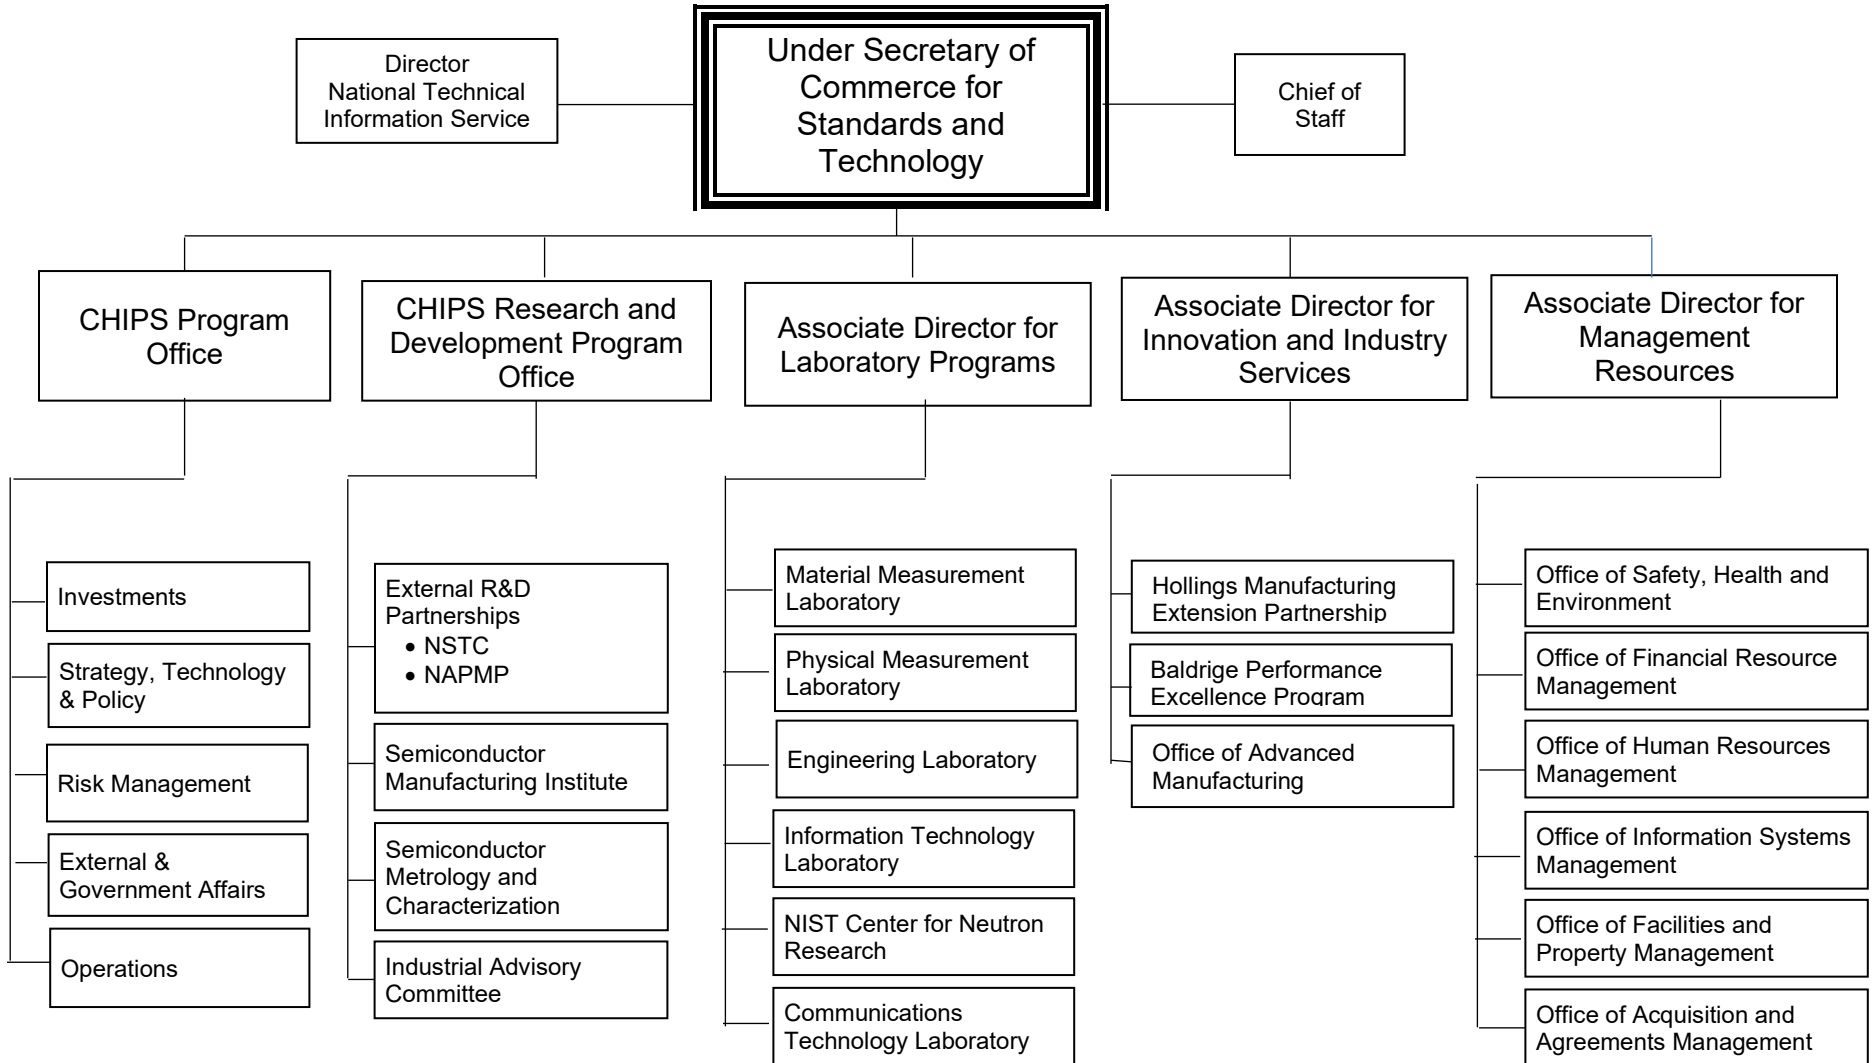 Director
National Technical
Information Service
Under Secretary of
Commerce for
Standards and
Technology
Chief of
Staff
CHIPS Program
Office
CHIPS Research and
Development Program
Office
Associate Director for
Laboratory Programs
Associate Director for
Innovation and Industry
Services
Associate Director for
Management
Resources
Investments
Strategy, Technology
& Policy
Risk Management
External &
Government Affairs
Operations
External R&D
Partnerships
• NSTC
• NAPMP
Semiconductor
Manufacturing Institute
Semiconductor
Metrology and
Characterization
Industrial Advisory
Committee
Material Measurement
Laboratory
Physical Measurement
Laboratory
Engineering Laboratory
Information Technology
Laboratory
NIST Center for Neutron
Research
Communications
Technology Laboratory
Hollings Manufacturing
Extension Partnership
Baldrige Performance
Excellence Program
Office of Advanced
Manufacturing
Office of Safety, Health and
Environment
Office of Financial Resource
Management
Office of Human Resources
Management
Office of Information Systems
Management
Office of Facilities and
Property Management
Office of Acquisition and
Agreements Management